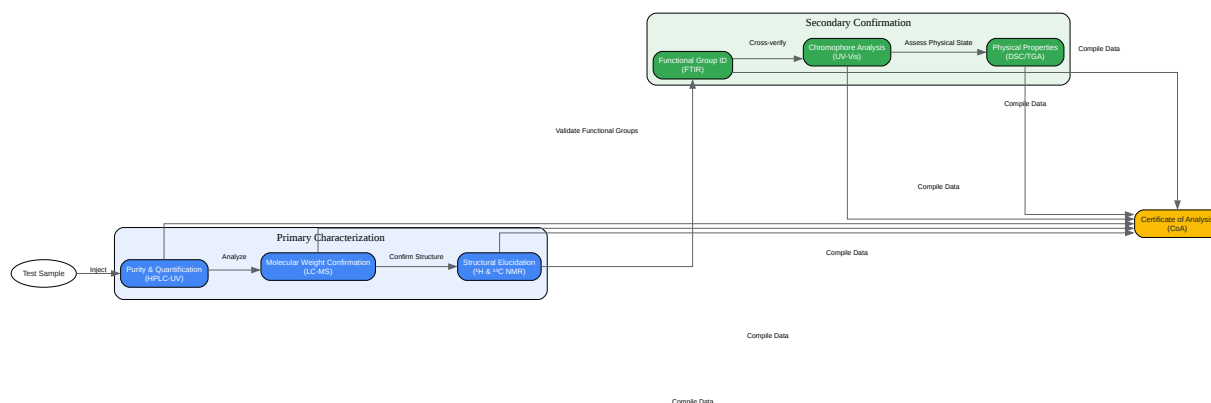 Secondary Confirmation
Functional Group ID
(FTIR)
Cross-verify
Chromophore Analysis
(UV-Vis)
Assess Physical State
Physical Properties
(DSC/TGA)
Compile Data
Compile Data
Validate Functional Groups
Compile Data
Certificate of Analysis
(CoA)
Primary Characterization
Test Sample
Inject
Purity & Quantification
(HPLC-UV)
Analyze
Molecular Weight Confirmation
(LC-MS)
Confirm Structure
Structural Elucidation
(¹H & ¹³C NMR)
Compile Data
Compile Data
Compile Data